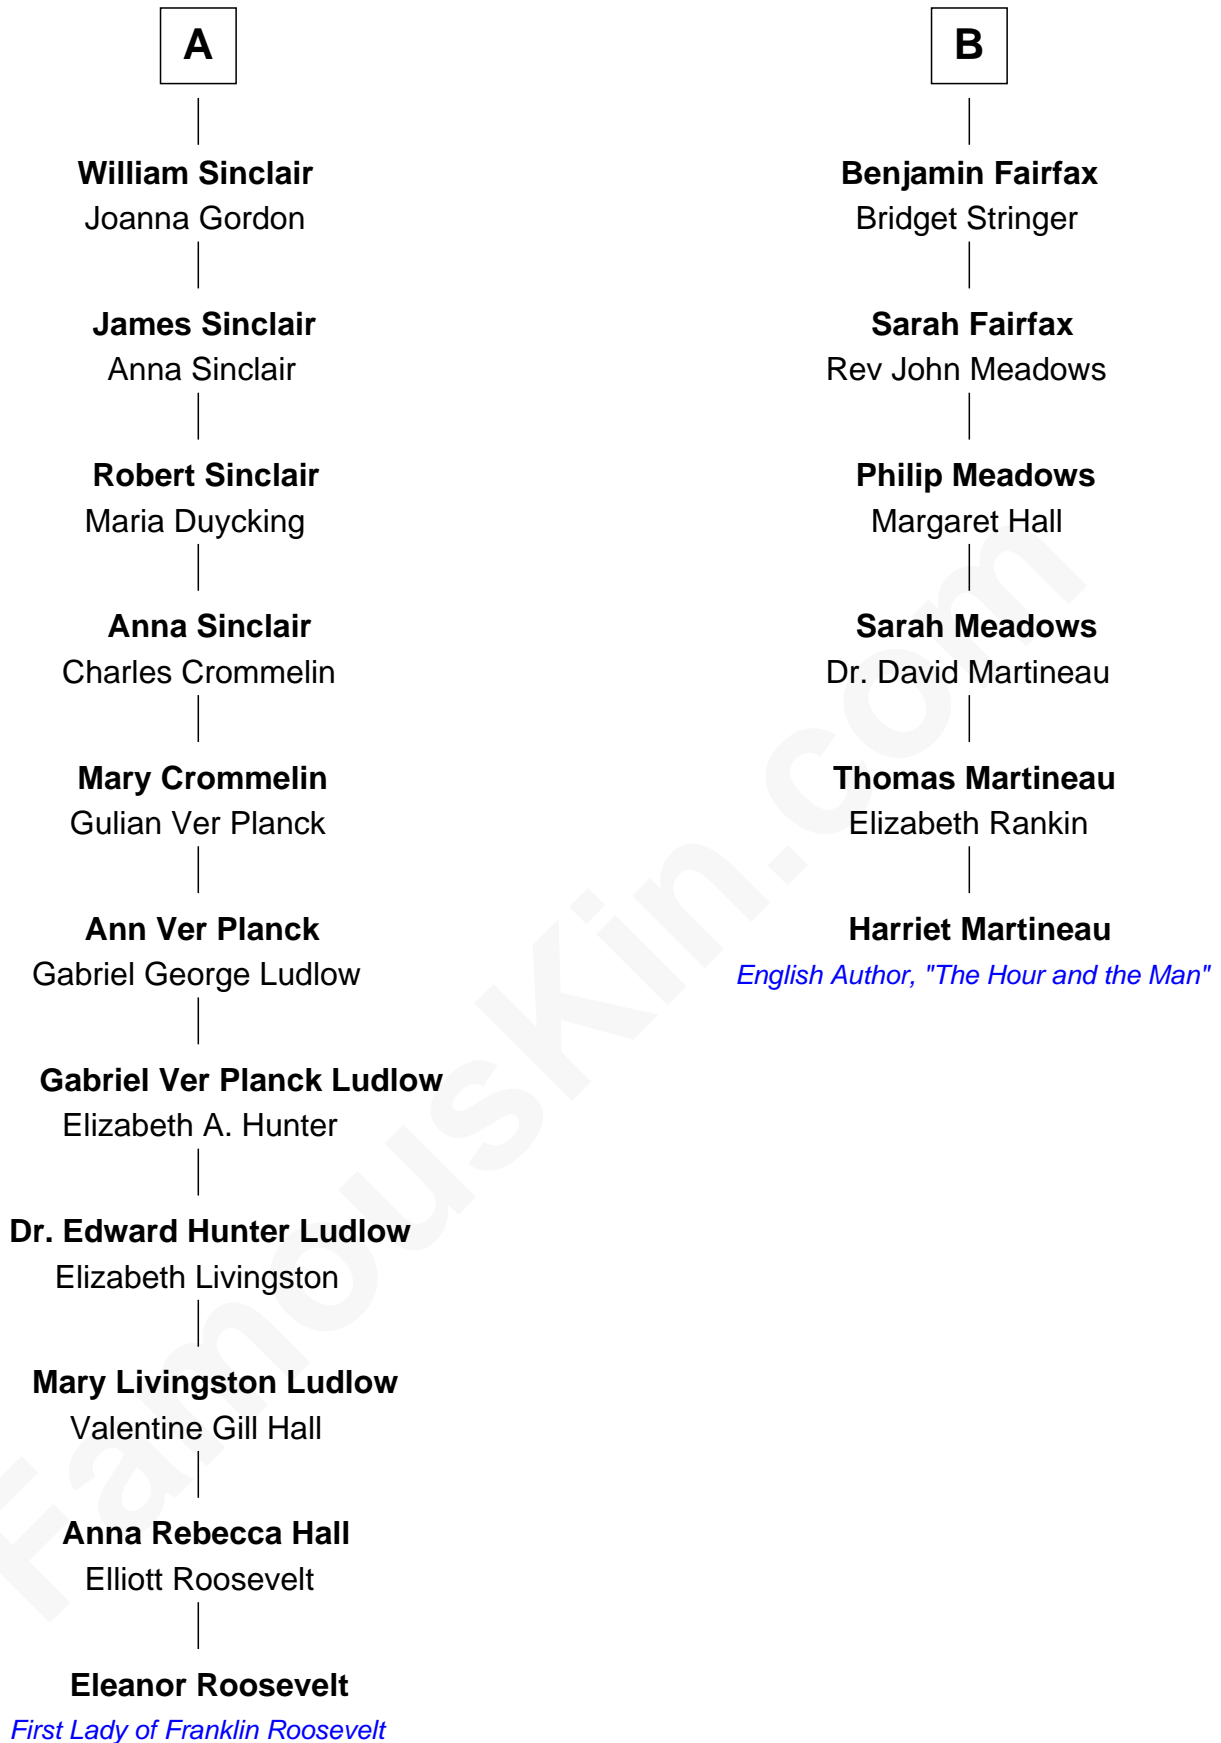 A
William Sinclair
Joanna Gordon
James Sinclair
Anna Sinclair
Robert Sinclair
Maria Duycking
Anna Sinclair
Charles Crommelin
Mary Crommelin
Gulian Ver Planck
Ann Ver Planck
Gabriel George Ludlow
Gabriel Ver Planck Ludlow
Elizabeth A. Hunter
Dr. Edward Hunter Ludlow
Elizabeth Livingston
Mary Livingston Ludlow
Valentine Gill Hall
Anna Rebecca Hall
Elliott Roosevelt
Eleanor Roosevelt
First Lady of Franklin Roosevelt
B
Benjamin Fairfax
Bridget Stringer
Sarah Fairfax
Rev John Meadows
Philip Meadows
Margaret Hall
Sarah Meadows
Dr. David Martineau
Thomas Martineau
Elizabeth Rankin
Harriet Martineau
English Author, "The Hour and the Man"
FamousKin.com